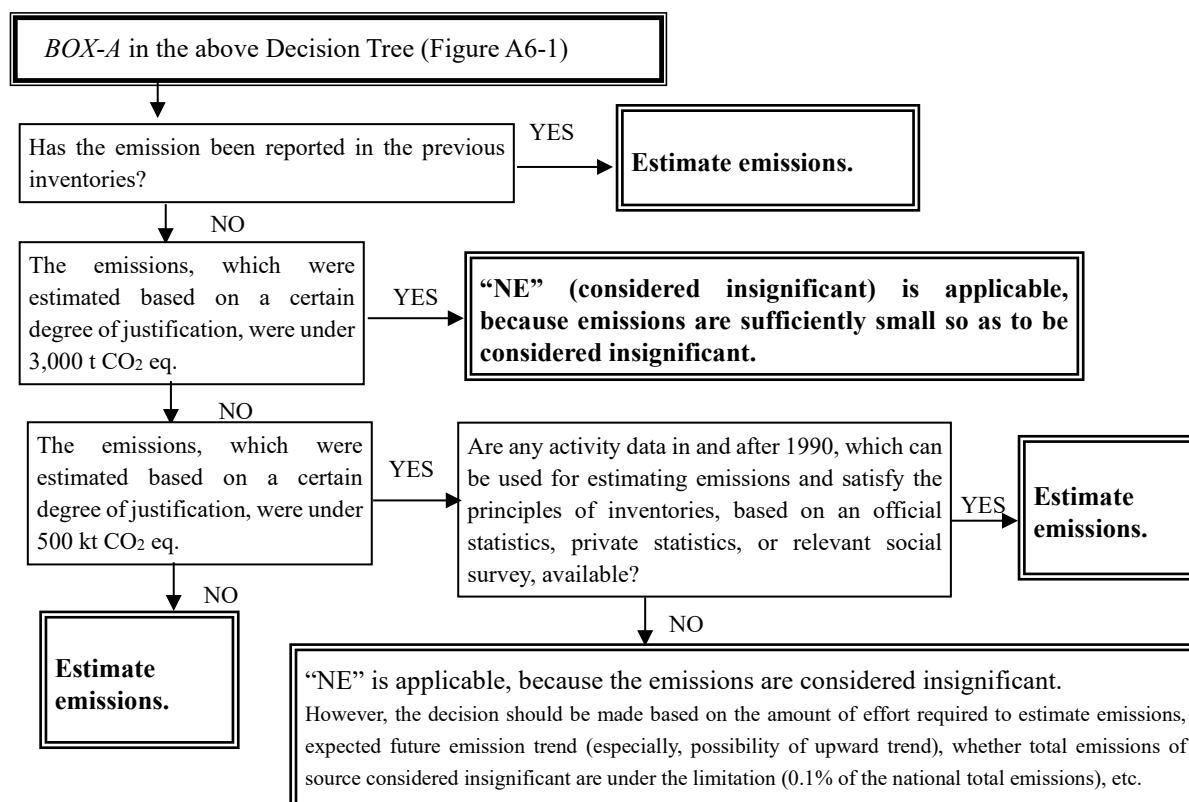 BOX-A in the above Decision Tree (Figure A6-1)
YES
Has the emission been reported in the previous
inventories?
Estimate emissions.
NO
The emissions, which were
estimated based on a certain
degree of justification, were under
3,000 t CO₂ eq.
YES
“NE” (considered insignificant) is applicable,
because emissions are sufficiently small so as to be
considered insignificant.
NO
The emissions, which were
estimated based on a certain
degree of justification, were under
500 kt CO₂ eq.
YES
Are any activity data in and after 1990, which can
be used for estimating emissions and satisfy the
principles of inventories, based on an official
statistics, private statistics, or relevant social
survey, available?
YES
Estimate
emissions.
NO
Estimate
emissions.
NO
“NE” is applicable, because the emissions are considered insignificant.
However, the decision should be made based on the amount of effort required to estimate emissions,
expected future emission trend (especially, possibility of upward trend), whether total emissions of
source considered insignificant are under the limitation (0.1% of the national total emissions), etc.